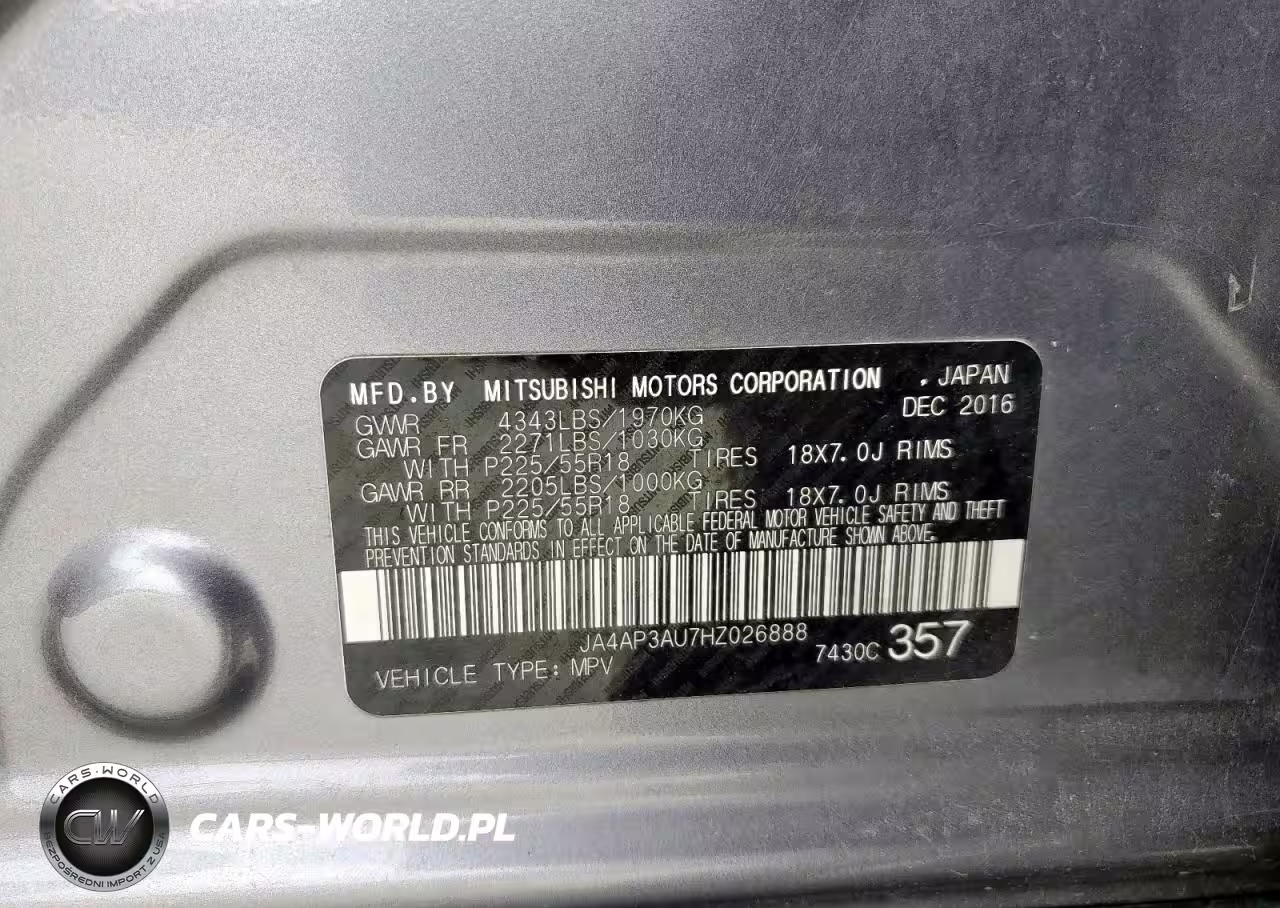 MFD.BY MITSUBISHI MOTORS CORPORATION . JAPAN
GVWR 4343LBS/1970KG DEC 2016
GAWR FR 2271LBS/1030KG
WITH P225/55R18 TIRES 18X7.0J RIMS
GAWR RR 2205LBS/1000KG
WITH P225/55R18 TIRES 18X7.0J RIMS
THIS VEHICLE CONFORMS TO ALL APPLICABLE FEDERAL MOTOR VEHICLE SAFETY AND THEFT
PREVENTION STANDARDS IN EFFECT ON THE DATE OF MANUFACTURE SHOWN ABOVE.
JA4AP3AU7HZ026888
VEHICLE TYPE: MPV 7430C 357
CARS-WORLD
CW
BEZPOŚREDNI IMPORT Z USA
CARS-WORLD.PL